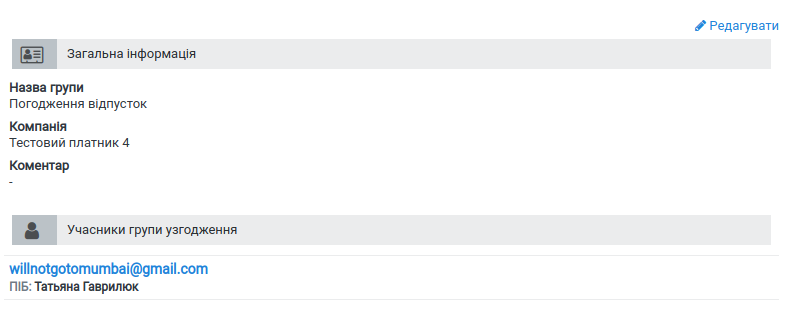 Редагувати
Загальна інформація
Назва групи
Погодження відпусток
Компанія
Тестовий платник 4
Коментар
-
Учасники групи узгодження
willnotgotomumbai@gmail.com
ПІБ: Татьяна Гаврилюк